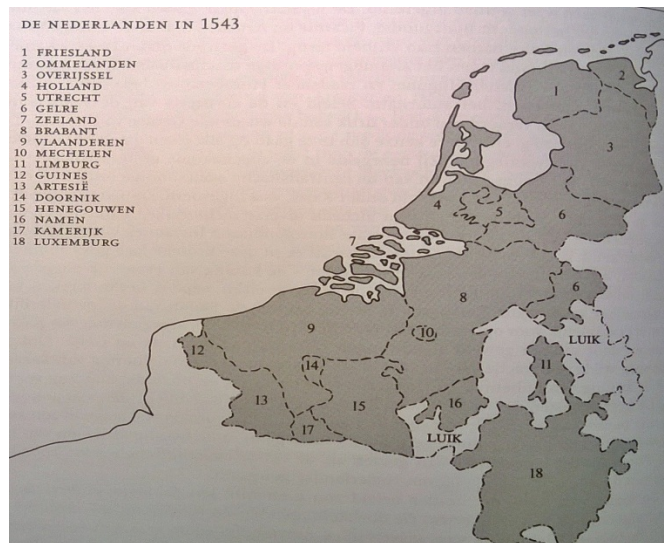 DE NEDERLANDEN IN 1543
1 FRIESLAND
2 OMMELANDEN
3 OVERIJSSEL
4 HOLLAND
5 UTRECHT
6 GELRE
7 ZEELAND
8 BRABANT
9 VLAANDEREN
10 MECHELEN
11 LIMBURG
12 GUINES
13 ARTESIË
14 DOORNIK
15 HENEGOUWEN
16 NAMEN
17 KAMERIJK
18 LUXEMBURG
1
2
3
4
5
6
7
8
6
9
10
LUIK
12
14
11
13
15
16
17
LUIK
18